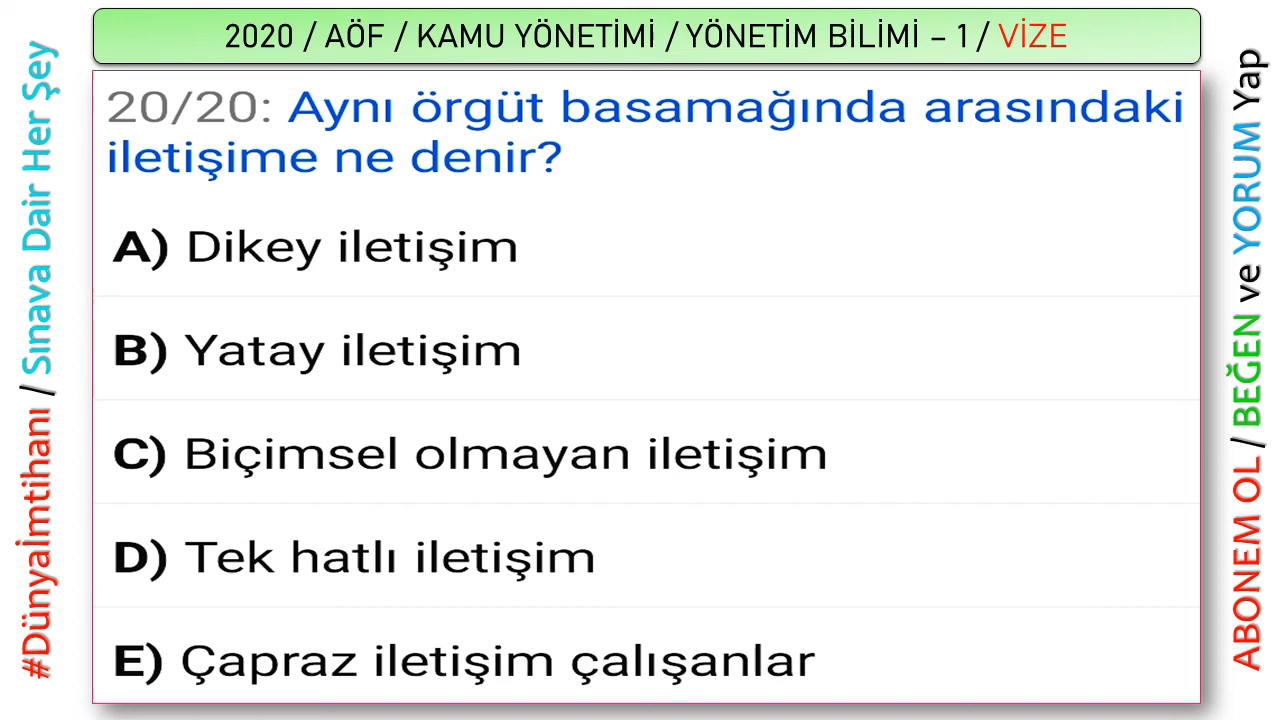 2020 / AÖF / KAMU YÖNETİMİ / YÖNETİM BİLİMİ – 1 / VİZE
#Dünyaİmtihanı / Sınava Dair Her Şey
20/20: Aynı örgüt basamağında arasındaki
iletişime ne denir?
A) Dikey iletişim
B) Yatay iletişim
C) Biçimsel olmayan iletişim
D) Tek hatlı iletişim
E) Çapraz iletişim çalışanlar
ABONEM OL / BEĞEN ve YORUM Yap